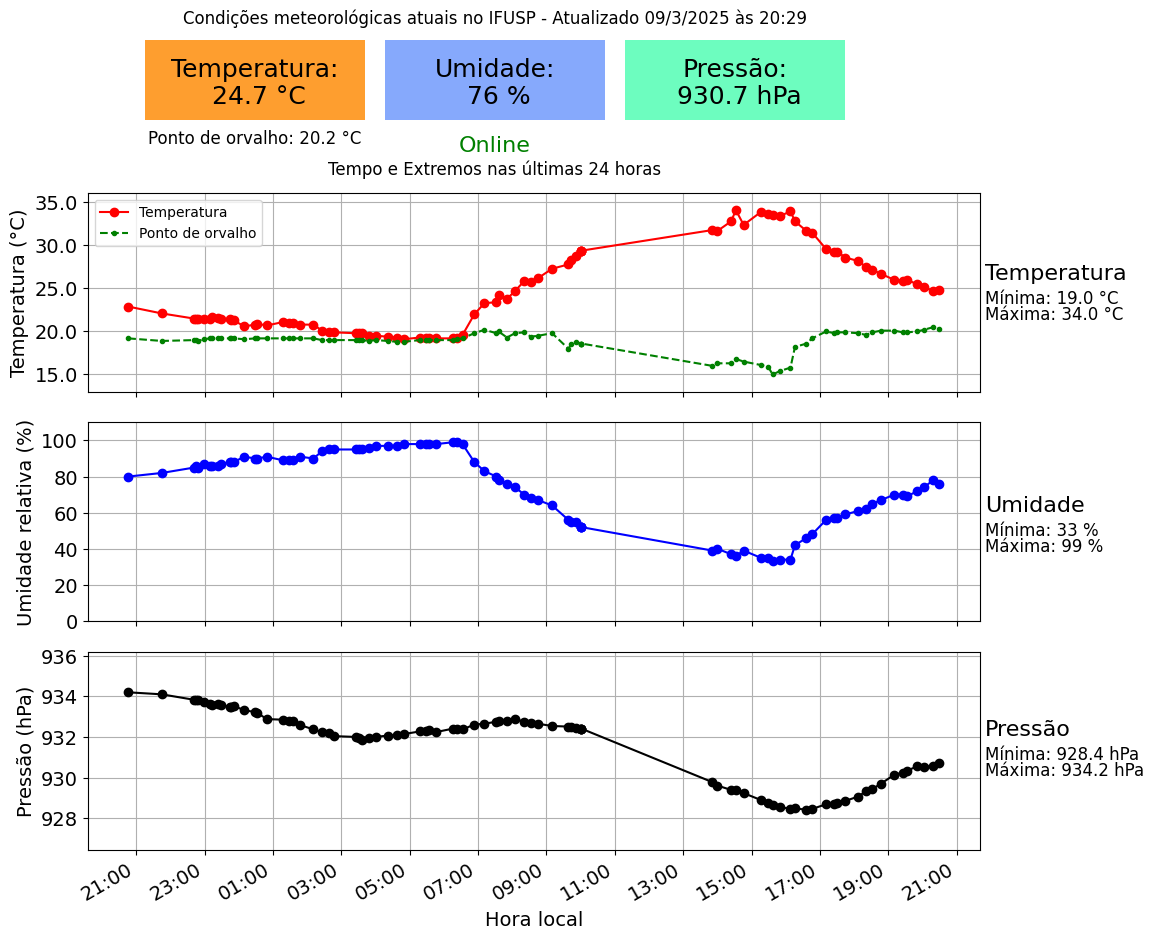 Condições meteorológicas atuais no IFUSP - Atualizado 09/3/2025 às 20:29
Temperatura:
24.7 °C
Umidade:
76 %
Pressão:
930.7 hPa
Ponto de orvalho: 20.2 °C
Online
Tempo e Extremos nas últimas 24 horas
Temperatura (°C)
35.0
30.0
25.0
20.0
15.0
Temperatura
Ponto de orvalho
Temperatura
Mínima: 19.0 °C
Máxima: 34.0 °C
Umidade relativa (%)
100
80
60
40
20
0
Umidade
Mínima: 33 %
Máxima: 99 %
Pressão (hPa)
936
934
932
930
928
Pressão
Mínima: 928.4 hPa
Máxima: 934.2 hPa
21:00 23:00 01:00 03:00 05:00 07:00 09:00 11:00 13:00 15:00 17:00 19:00 21:00
Hora local